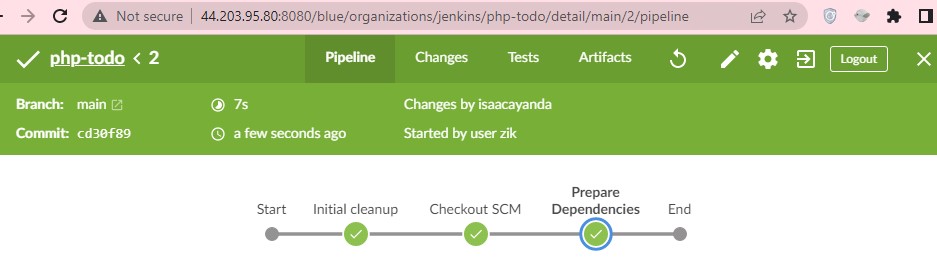 Not secure | 44.203.95.80:8080/blue/organizations/jenkins/php-todo/detail/main/2/pipeline
php-todo < 2 Pipeline Changes Tests Artifacts Logout
Branch: main 7s Changes by isaacayanda
Commit: cd30f89 a few seconds ago Started by user zik
Start Initial cleanup Checkout SCM Prepare Dependencies End